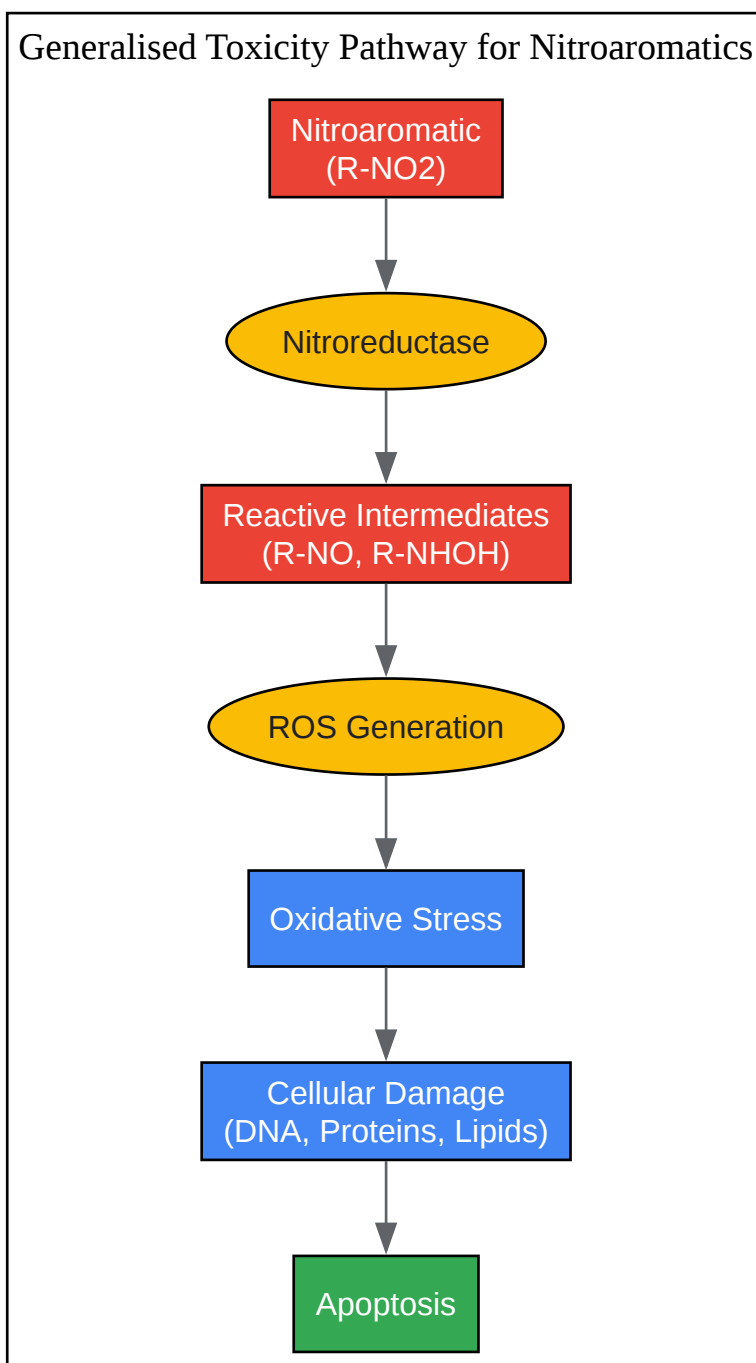 Generalised Toxicity Pathway for Nitroaromatics
Nitroaromatic
(R-NO2)
Nitroreductase
Reactive Intermediates
(R-NO, R-NHOH)
ROS Generation
Oxidative Stress
Cellular Damage
(DNA, Proteins, Lipids)
Apoptosis